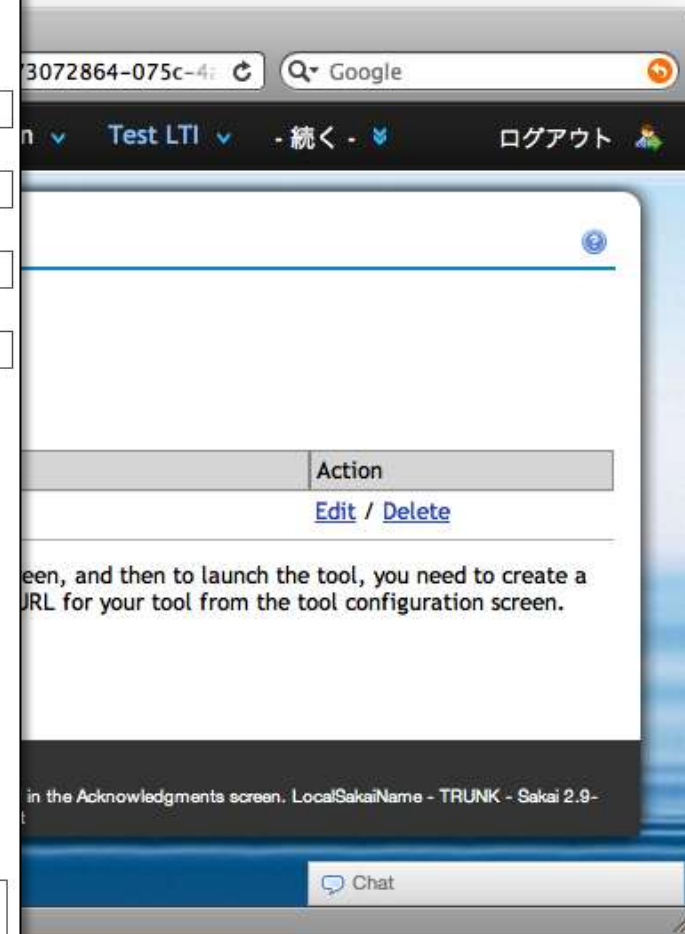 73072864-075c-4
Google
n Test LTI - 続く - ログアウト
Action
Edit / Delete
een, and then to launch the tool, you need to create a
URL for your tool from the tool configuration screen.
in the Acknowledgments screen. LocalSakaiName - TRUNK - Sakai 2.9-
t
Chat